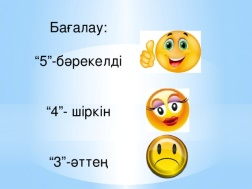 Бағалау:
“5”-бәрекелді
“4”- шіркін
“3”-әттең